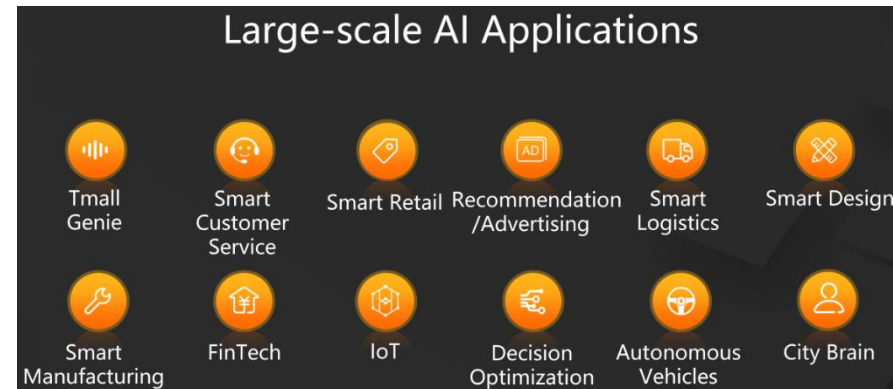 Large-scale AI Applications
AD
Tmall
Genie
Smart
Customer
Service
Smart Retail
Recommendation
/Advertising
Smart
Logistics
Smart Design
¥
Smart
Manufacturing
FinTech
IoT
Decision
Optimization
Autonomous
Vehicles
City Brain